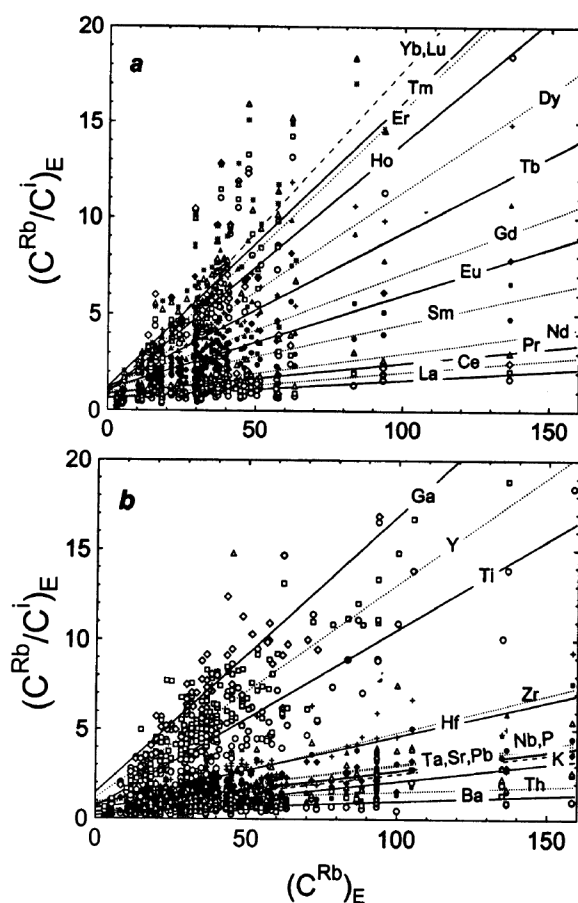 20
a
Yb,Lu
Tm
Er
Ho
Dy
15
Tb
10
Gd
Eu
Sm
5
Nd
Pr
Ce
La
0
0 50 100 150
(C^Rb/C^i)_E
20
b
Ga
Y
15
Ti
10
Zr
5
Hf
Nb,P
Ta,Sr,Pb
K
Th
Ba
0
0 50 100 150
(C^Rb/C^i)_E
(C^Rb)_E